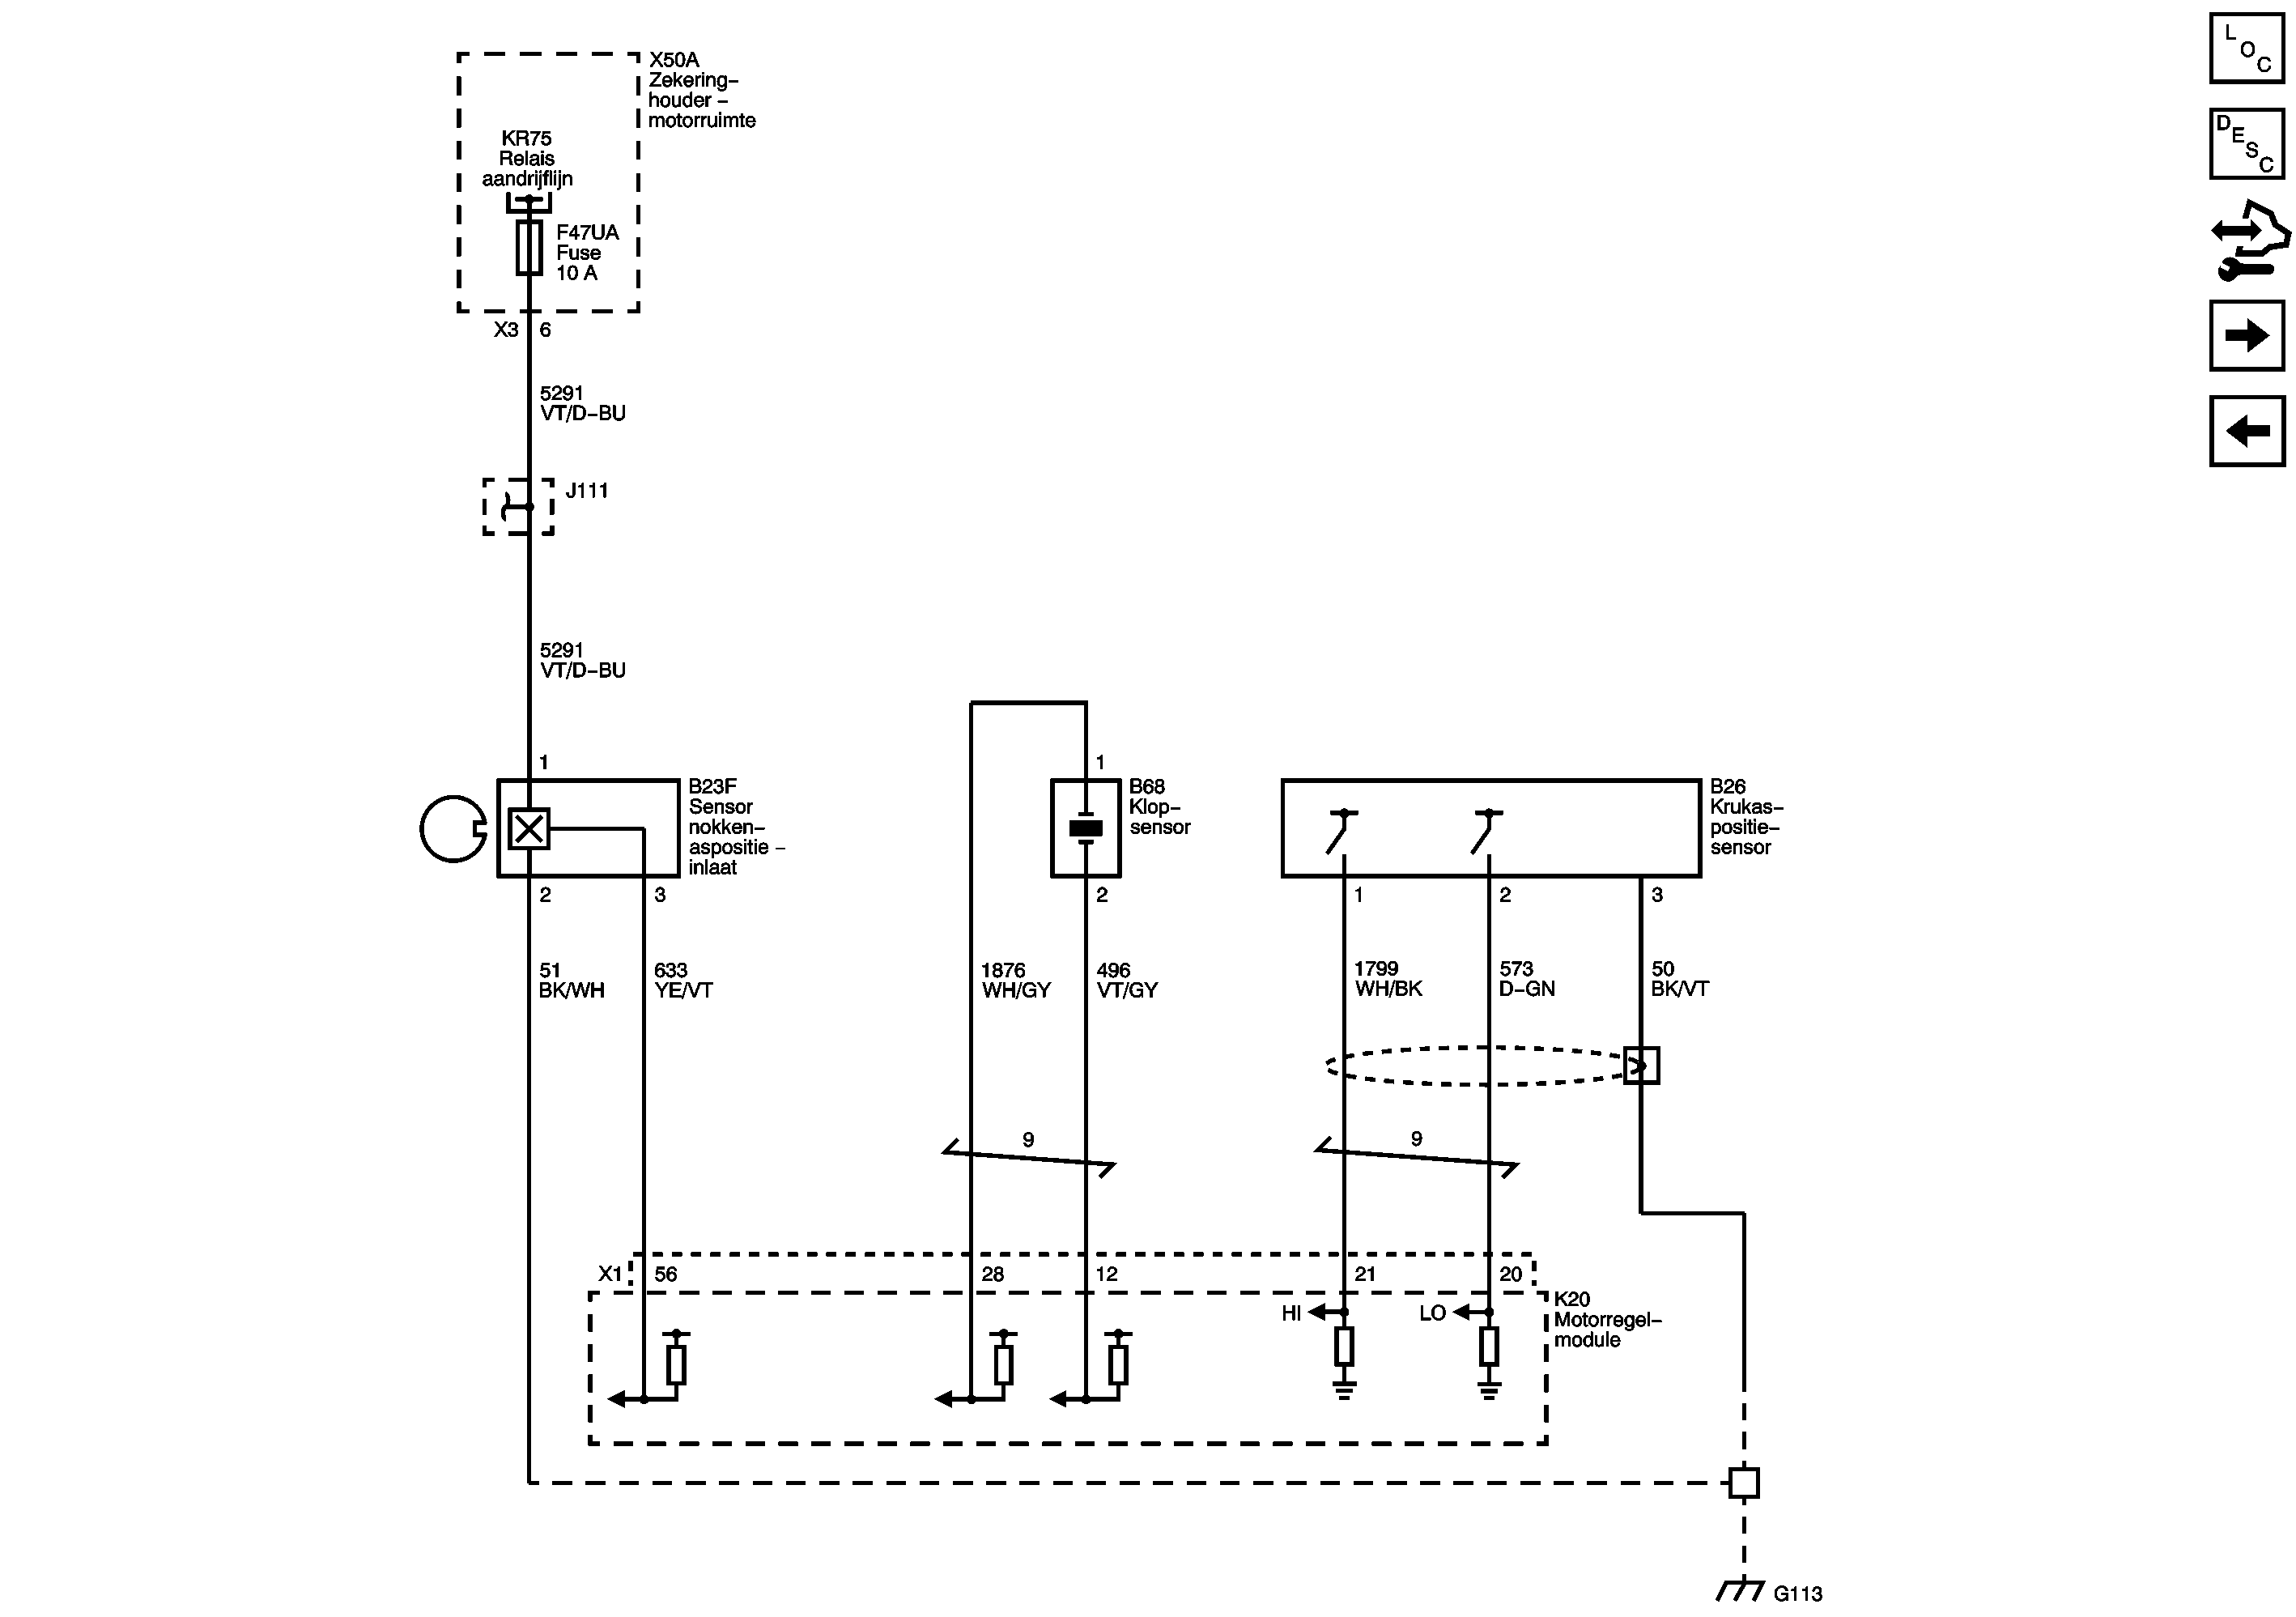 X50A
Zekering-
houder -
motorruimte
KR75
Relais
aandrijflijn
F47UA
Fuse
10 A
X3 6
5291
VT/D-BU
J111
5291
VT/D-BU
1
B23F
Sensor
nokken-
aspositie -
inlaat
2 3
51
BK/WH
633
YE/VT
1
B68
Klop-
sensor
2
1876
WH/GY
496
VT/GY
B26
Krukas-
positie-
sensor
1 2 3
1799
WH/BK
573
D-GN
50
BK/VT
9 9
X1 56 28 12 21 20
HI LO
K20
Motorregel-
module
G113
LOC
DESC